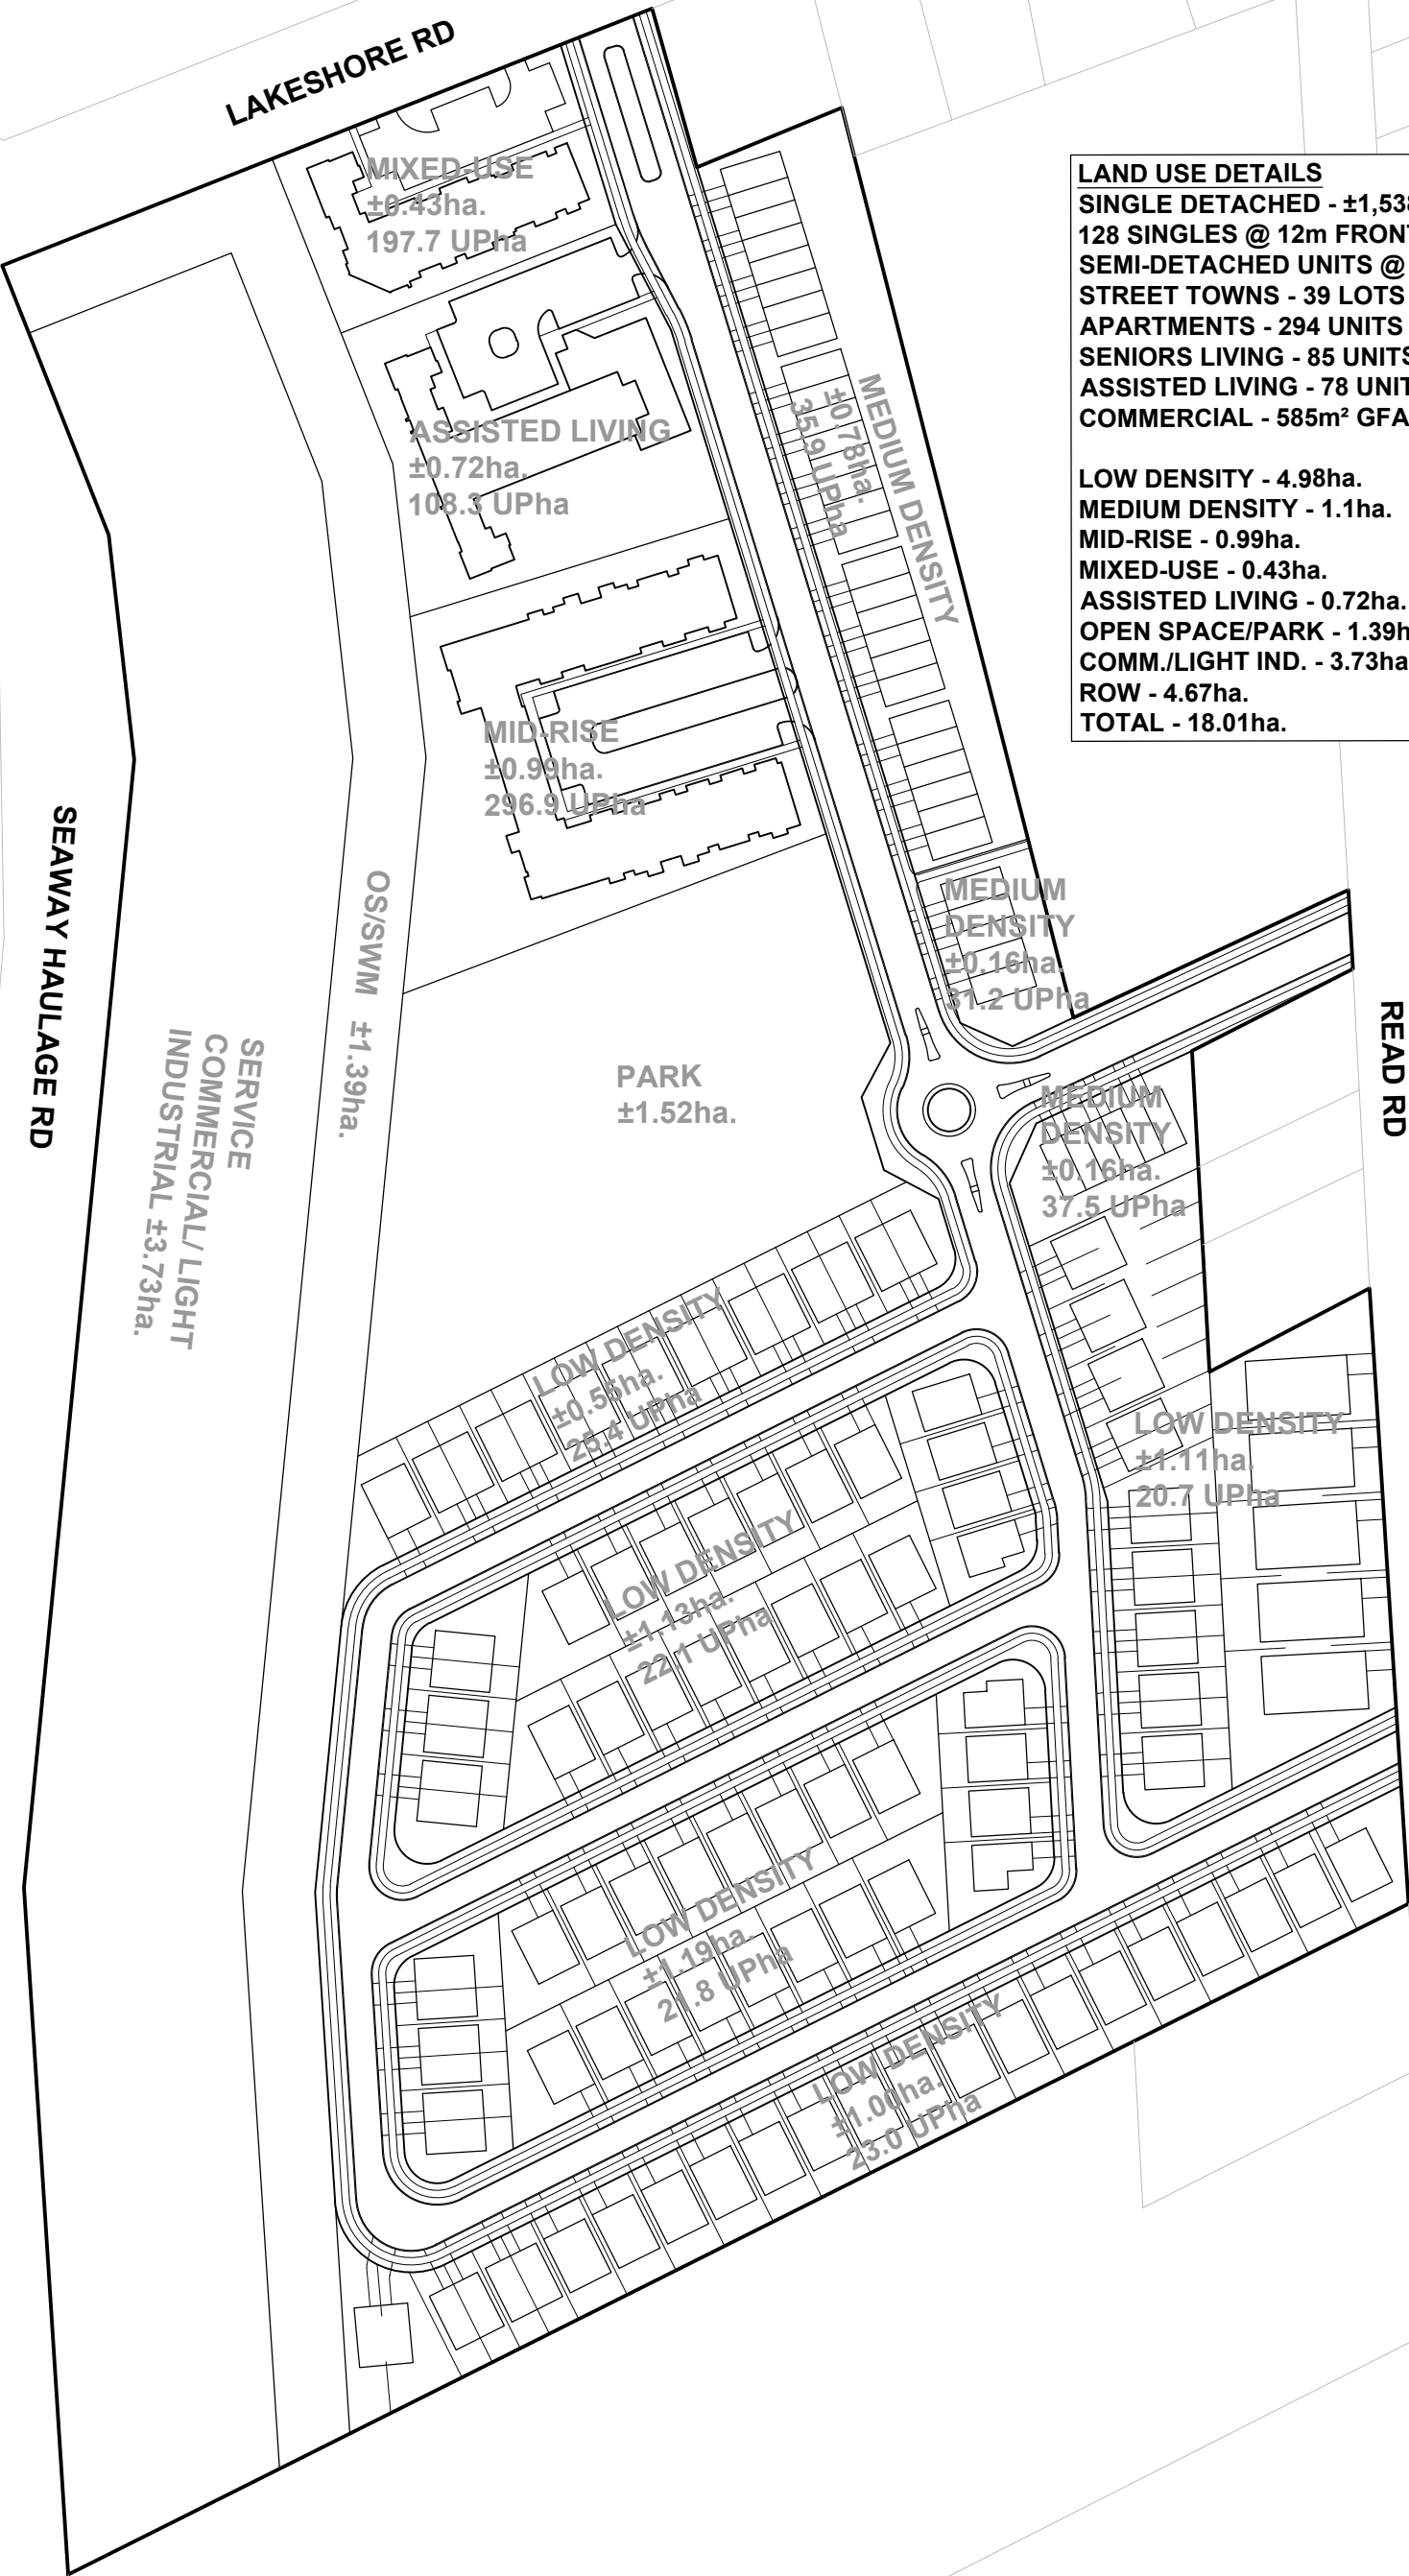 LAKESHORE RD
MIXED-USE
±0.43ha.
197.7 UPha
LAND USE DETAILS
SINGLE DETACHED - ±1,538
128 SINGLES @ 12m FRONT
SEMI-DETACHED UNITS @
STREET TOWNS - 39 LOTS
APARTMENTS - 294 UNITS
SENIORS LIVING - 85 UNITS
ASSISTED LIVING - 78 UNIT
COMMERCIAL - 585m² GFA
LOW DENSITY - 4.98ha.
MEDIUM DENSITY - 1.1ha.
MID-RISE - 0.99ha.
MIXED-USE - 0.43ha.
ASSISTED LIVING - 0.72ha.
OPEN SPACE/PARK - 1.39h
COMM./LIGHT IND. - 3.73ha
ROW - 4.67ha.
TOTAL - 18.01ha.
ASSISTED LIVING
±0.72ha.
108.3 UPha
MEDIUM DENSITY
±0.78ha.
35.9 UPha
MID-RISE
±0.99ha.
296.9 UPha
SEAWAY HAULAGE RD
OS/SWM ±1.39ha.
SERVICE
COMMERCIAL/ LIGHT
INDUSTRIAL ±3.73ha.
MEDIUM
DENSITY
±0.16ha.
31.2 UPha
READ RD
PARK
±1.52ha.
MEDIUM
DENSITY
±0.16ha.
37.5 UPha
LOW DENSITY
±0.55ha.
25.4 UPha
LOW DENSITY
±1.11ha.
20.7 UPha
LOW DENSITY
±1.13ha.
22.1 UPha
LOW DENSITY
±1.19ha.
21.8 UPha
LOW DENSITY
±1.00ha.
23.0 UPha